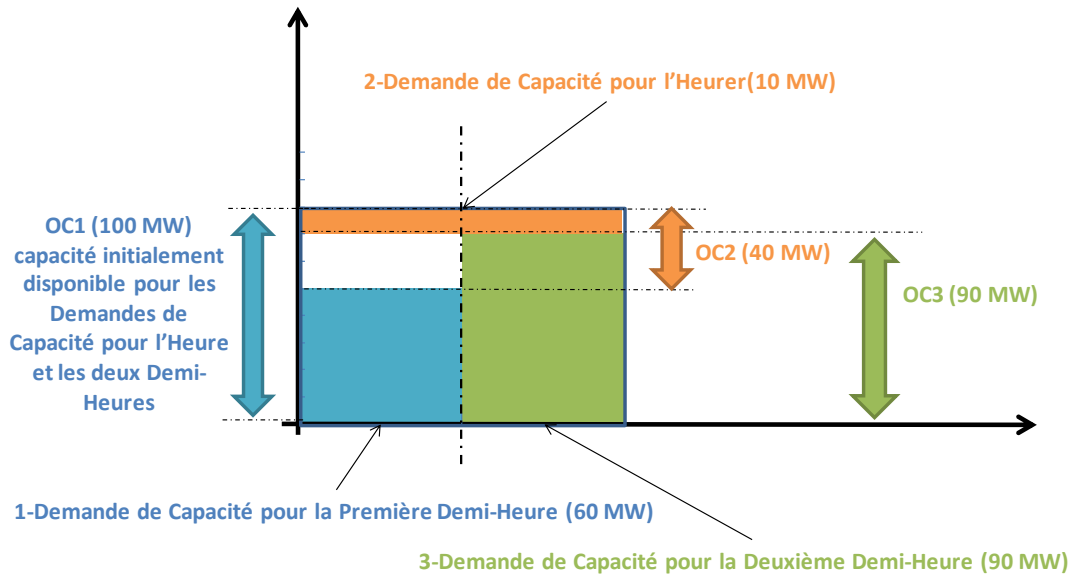 2-Demande de Capacité pour l'Heurer(10 MW)
OC1 (100 MW)
capacité initialement
disponible pour les
Demandes de
Capacité pour l'Heure
et les deux Demi-
Heures
OC2 (40 MW)
OC3 (90 MW)
1-Demande de Capacité pour la Première Demi-Heure (60 MW)
3-Demande de Capacité pour la Deuxième Demi-Heure (90 MW)